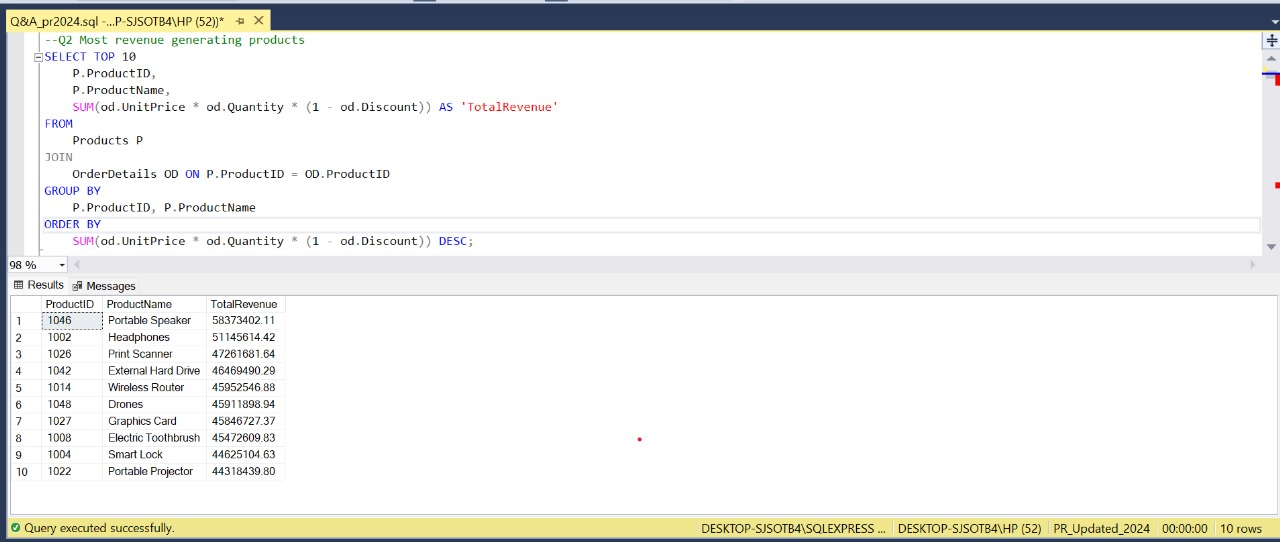 Q&A_pr2024.sql -...P-SJSOTB4\HP (52))*
--Q2 Most revenue generating products
SELECT TOP 10
P.ProductID,
P.ProductName,
SUM(od.UnitPrice * od.Quantity * (1 - od.Discount)) AS 'TotalRevenue'
FROM
Products P
JOIN
OrderDetails OD ON P.ProductID = OD.ProductID
GROUP BY
P.ProductID, P.ProductName
ORDER BY
SUM(od.UnitPrice * od.Quantity * (1 - od.Discount)) DESC;
98 %
Results Messages
ProductID ProductName TotalRevenue
1 1046 Portable Speaker 58373402.11
2 1002 Headphones 51145614.42
3 1026 Print Scanner 47261681.64
4 1042 External Hard Drive 46469490.29
5 1014 Wireless Router 45952546.88
6 1048 Drones 45911898.94
7 1027 Graphics Card 45846727.37
8 1008 Electric Toothbrush 45472609.83
9 1004 Smart Lock 44625104.63
10 1022 Portable Projector 44318439.80
Query executed successfully. DESKTOP-SJSOTB4\SQLEXPRESS ... DESKTOP-SJSOTB4\HP (52) PR_Updated_2024 00:00:00 10 rows